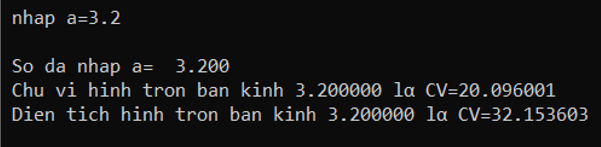 nhap a=3.2
So da nhap a=  3.200
Chu vi hinh tron ban kinh 3.200000 lα CV=20.096001
Dien tich hinh tron ban kinh 3.200000 lα CV=32.153603